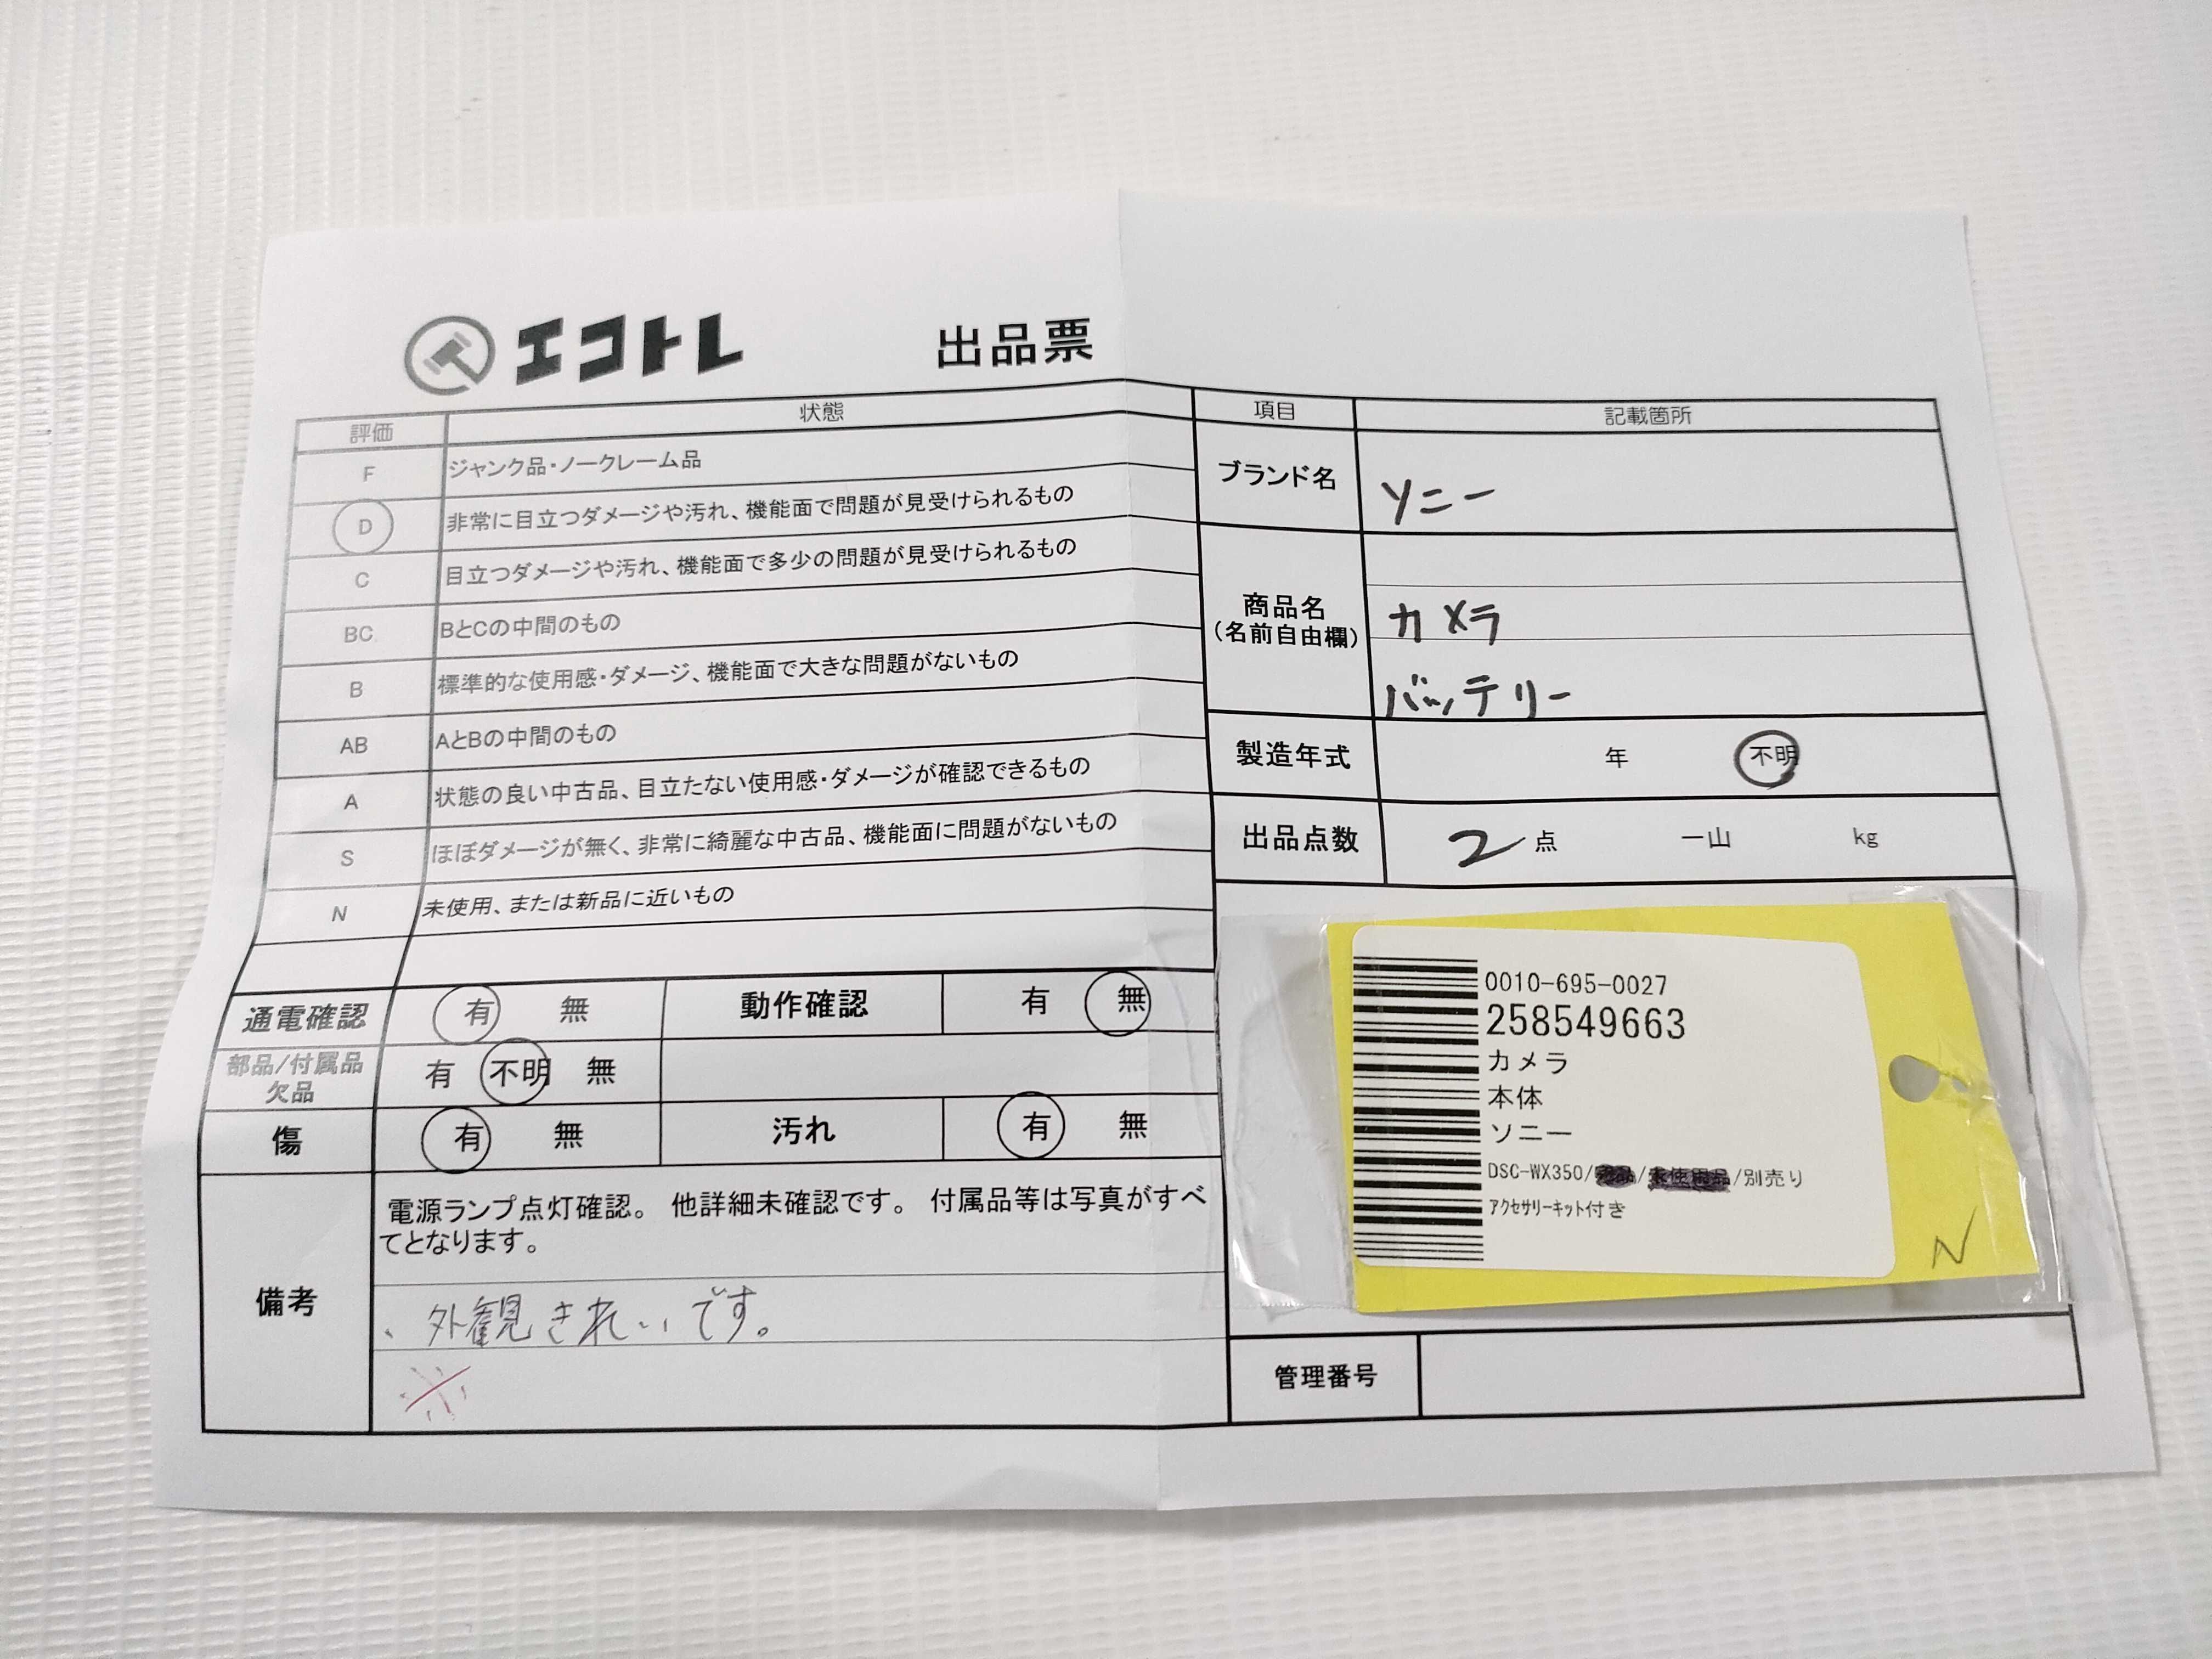 エコトレ 出品票
評価 状態
F ジャンク品・ノークレーム品
D 非常に目立つダメージや汚れ、機能面で問題が見受けられるもの
C 目立つダメージや汚れ、機能面で多少の問題が見受けられるもの
BC BとCの中間のもの
B 標準的な使用感・ダメージ、機能面で大きな問題がないもの
AB AとBの中間のもの
A 状態の良い中古品、目立たない使用感・ダメージが確認できるもの
S ほぼダメージが無く、非常に綺麗な中古品、機能面に問題がないもの
N 未使用、または新品に近いもの
通電確認 有 無 動作確認 有 無
部品/付属品
欠品 有 不明 無
傷 有 無 汚れ 有 無
備考
電源ランプ点灯確認。 他詳細未確認です。 付属品等は写真がすべ
てとなります。
、外観きれいです。
※
項目 記載箇所
ブランド名 ソニー
商品名
(名前自由欄)
カメラ
バッテリー
製造年式 年 不明
出品点数 2点 一山 kg
0010-695-0027
258549663
カメラ
本体
ソニー
DSC-WX350/ /未使用品/別売り
アクセサリーキット付き
N
管理番号